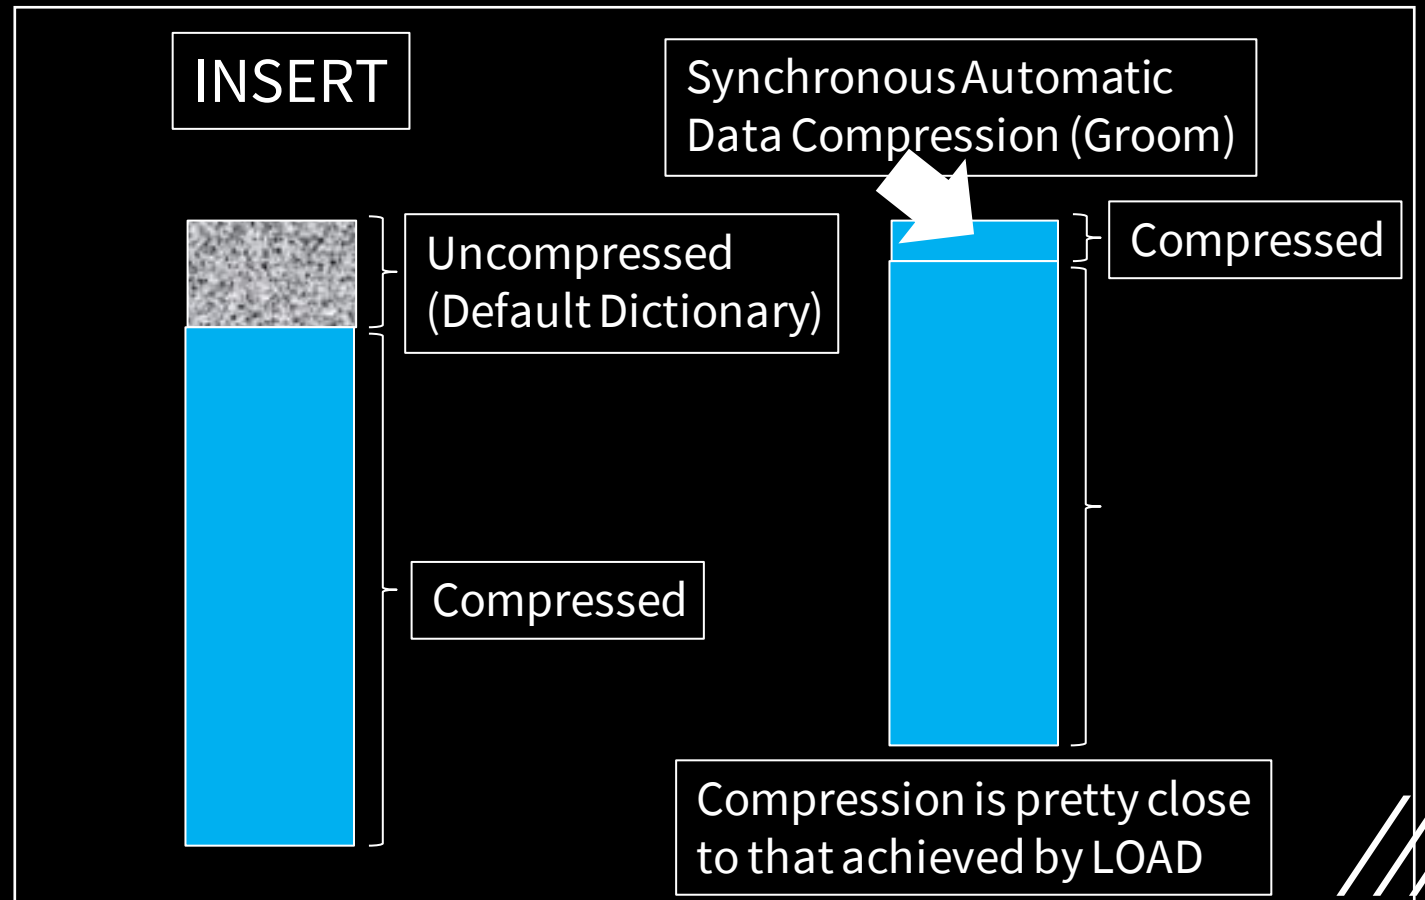 INSERT
Synchronous Automatic
Data Compression (Groom)
Uncompressed
(Default Dictionary)
Compressed
Compressed
Compression is pretty close
to that achieved by LOAD